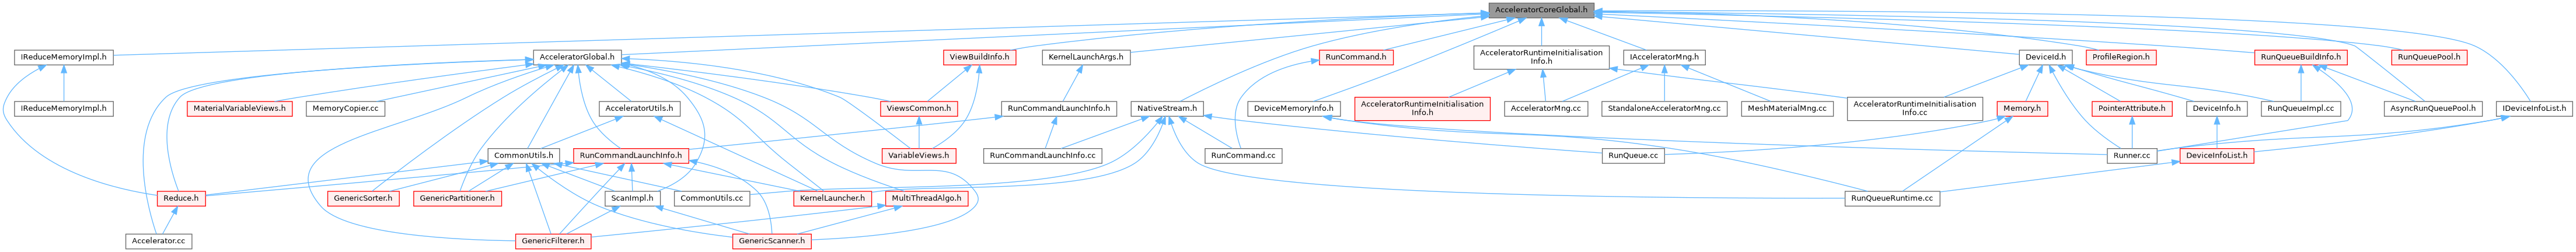 AcceleratorCoreGlobal.h
IReduceMemoryImpl.h
AcceleratorGlobal.h
ViewBuildInfo.h
KernelLaunchArgs.h
RunCommand.h
AcceleratorRuntimeInitialisation
Info.h
IAcceleratorMng.h
DeviceId.h
ProfileRegion.h
RunQueueBuildInfo.h
RunQueuePool.h
IReduceMemoryImpl.h
MaterialVariableViews.h
MemoryCopier.cc
AcceleratorUtils.h
ViewsCommon.h
RunCommandLaunchInfo.h
NativeStream.h
DeviceMemoryInfo.h
AcceleratorRuntimeInitialisation
Info.h
AcceleratorMng.cc
StandaloneAcceleratorMng.cc
MeshMaterialMng.cc
AcceleratorRuntimeInitialisation
Info.cc
Memory.h
PointerAttribute.h
DeviceInfo.h
RunQueueImpl.cc
AsyncRunQueuePool.h
IDeviceInfoList.h
CommonUtils.h
RunCommandLaunchInfo.h
VariableViews.h
RunCommandLaunchInfo.cc
RunCommand.cc
RunQueue.cc
Runner.cc
DeviceInfoList.h
Reduce.h
GenericSorter.h
GenericPartitioner.h
ScanImpl.h
CommonUtils.cc
KernelLauncher.h
MultiThreadAlgo.h
RunQueueRuntime.cc
Accelerator.cc
GenericFilterer.h
GenericScanner.h